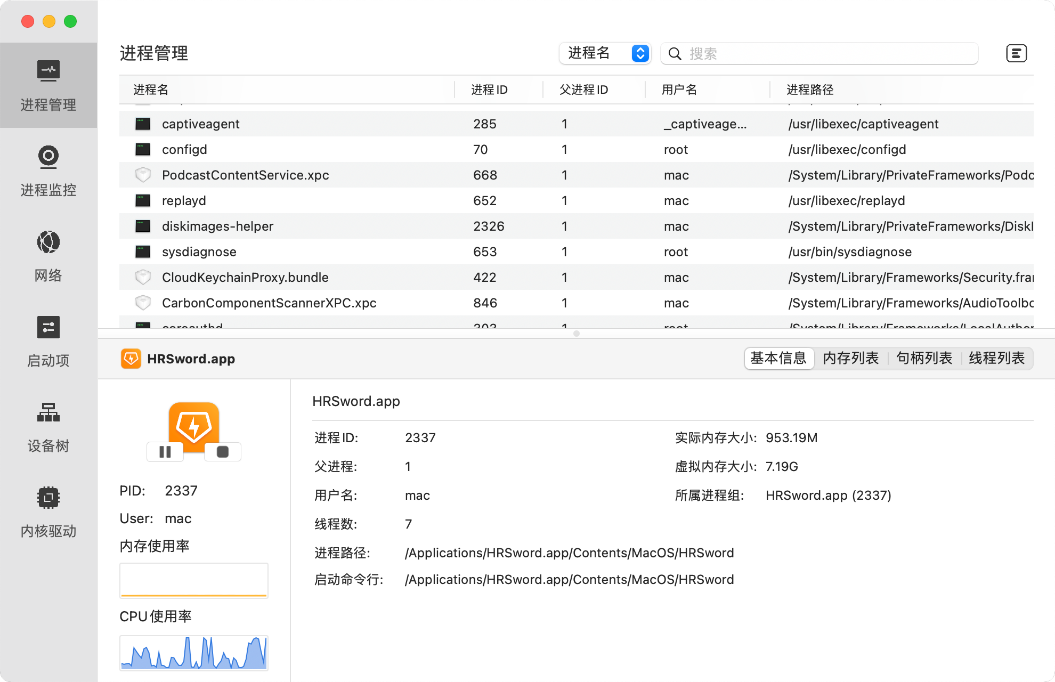 进程管理
进程监控
网络
启动项
设备树
内核驱动
进程管理
进程名
搜索
进程名 进程ID 父进程ID 用户名 进程路径
captiveagent 285 1 _captiveage... /usr/libexec/captiveagent
configd 70 1 root /usr/libexec/configd
PodcastContentService.xpc 668 1 mac /System/Library/PrivateFrameworks/Podc
replayd 652 1 mac /usr/libexec/replayd
diskimages-helper 2326 1 mac /System/Library/PrivateFrameworks/DiskI
sysdiagnose 653 1 root /usr/bin/sysdiagnose
CloudKeychainProxy.bundle 422 1 mac /System/Library/Frameworks/Security.fra
CarbonComponentScannerXPC.xpc 846 1 mac /System/Library/Frameworks/AudioToolbo
HRSword.app
基本信息 内存列表 句柄列表 线程列表
PID: 2337
User: mac
内存使用率
CPU使用率
HRSword.app
进程ID: 2337 实际内存大小: 953.19M
父进程: 1 虚拟内存大小: 7.19G
用户名: mac 所属进程组: HRSword.app (2337)
线程数: 7
进程路径: /Applications/HRSword.app/Contents/MacOS/HRSword
启动命令行: /Applications/HRSword.app/Contents/MacOS/HRSword